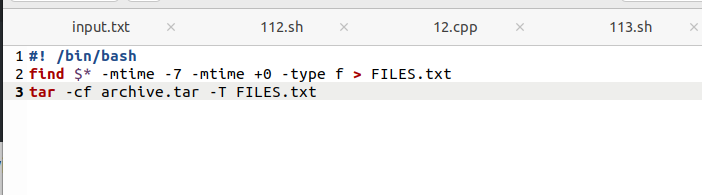 input.txt × 112.sh × 12.cpp × 113.sh ×
1 #! /bin/bash
2 find $* -mtime -7 -mtime +0 -type f > FILES.txt
3 tar -cf archive.tar -T FILES.txt